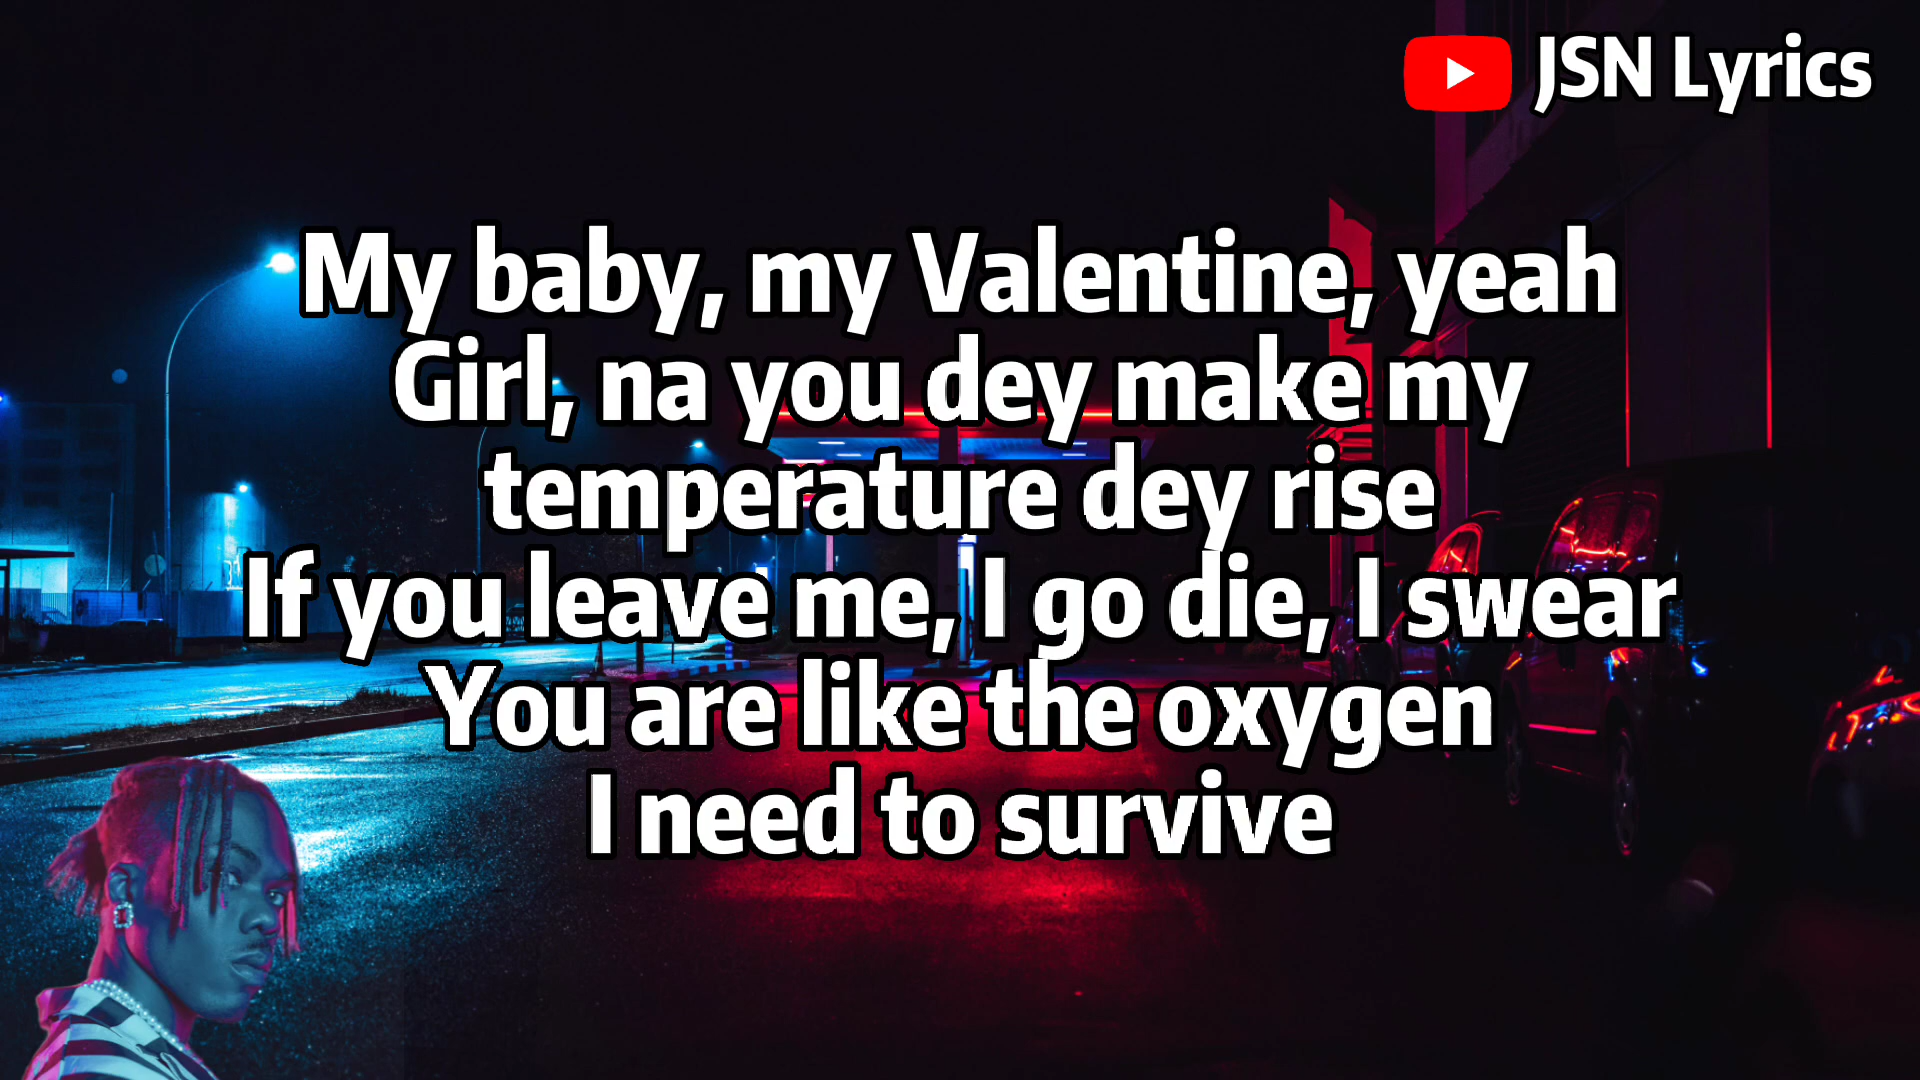 JSN Lyrics
My baby, my Valentine, yeah
Girl, na you dey make my
temperature dey rise
If you leave me, I go die, I swear
You are like the oxygen
I need to survive